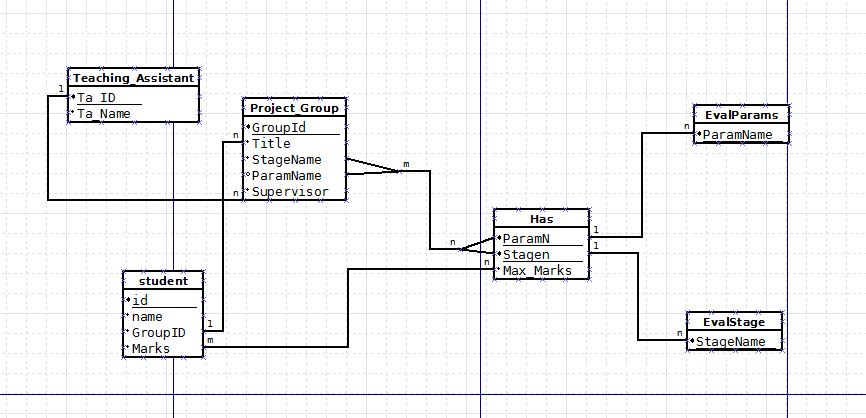 Teaching_Assistant
1
Ta_ID
Ta_Name
Project_Group
GroupId
n
Title
StageName
m
ParamName
n
Supervisor
EvalParams
n
ParamName
Has
ParamN
1
n
Stagen
1
n
Max_Marks
student
id
name
GroupID
1
Marks
m
EvalStage
n
StageName